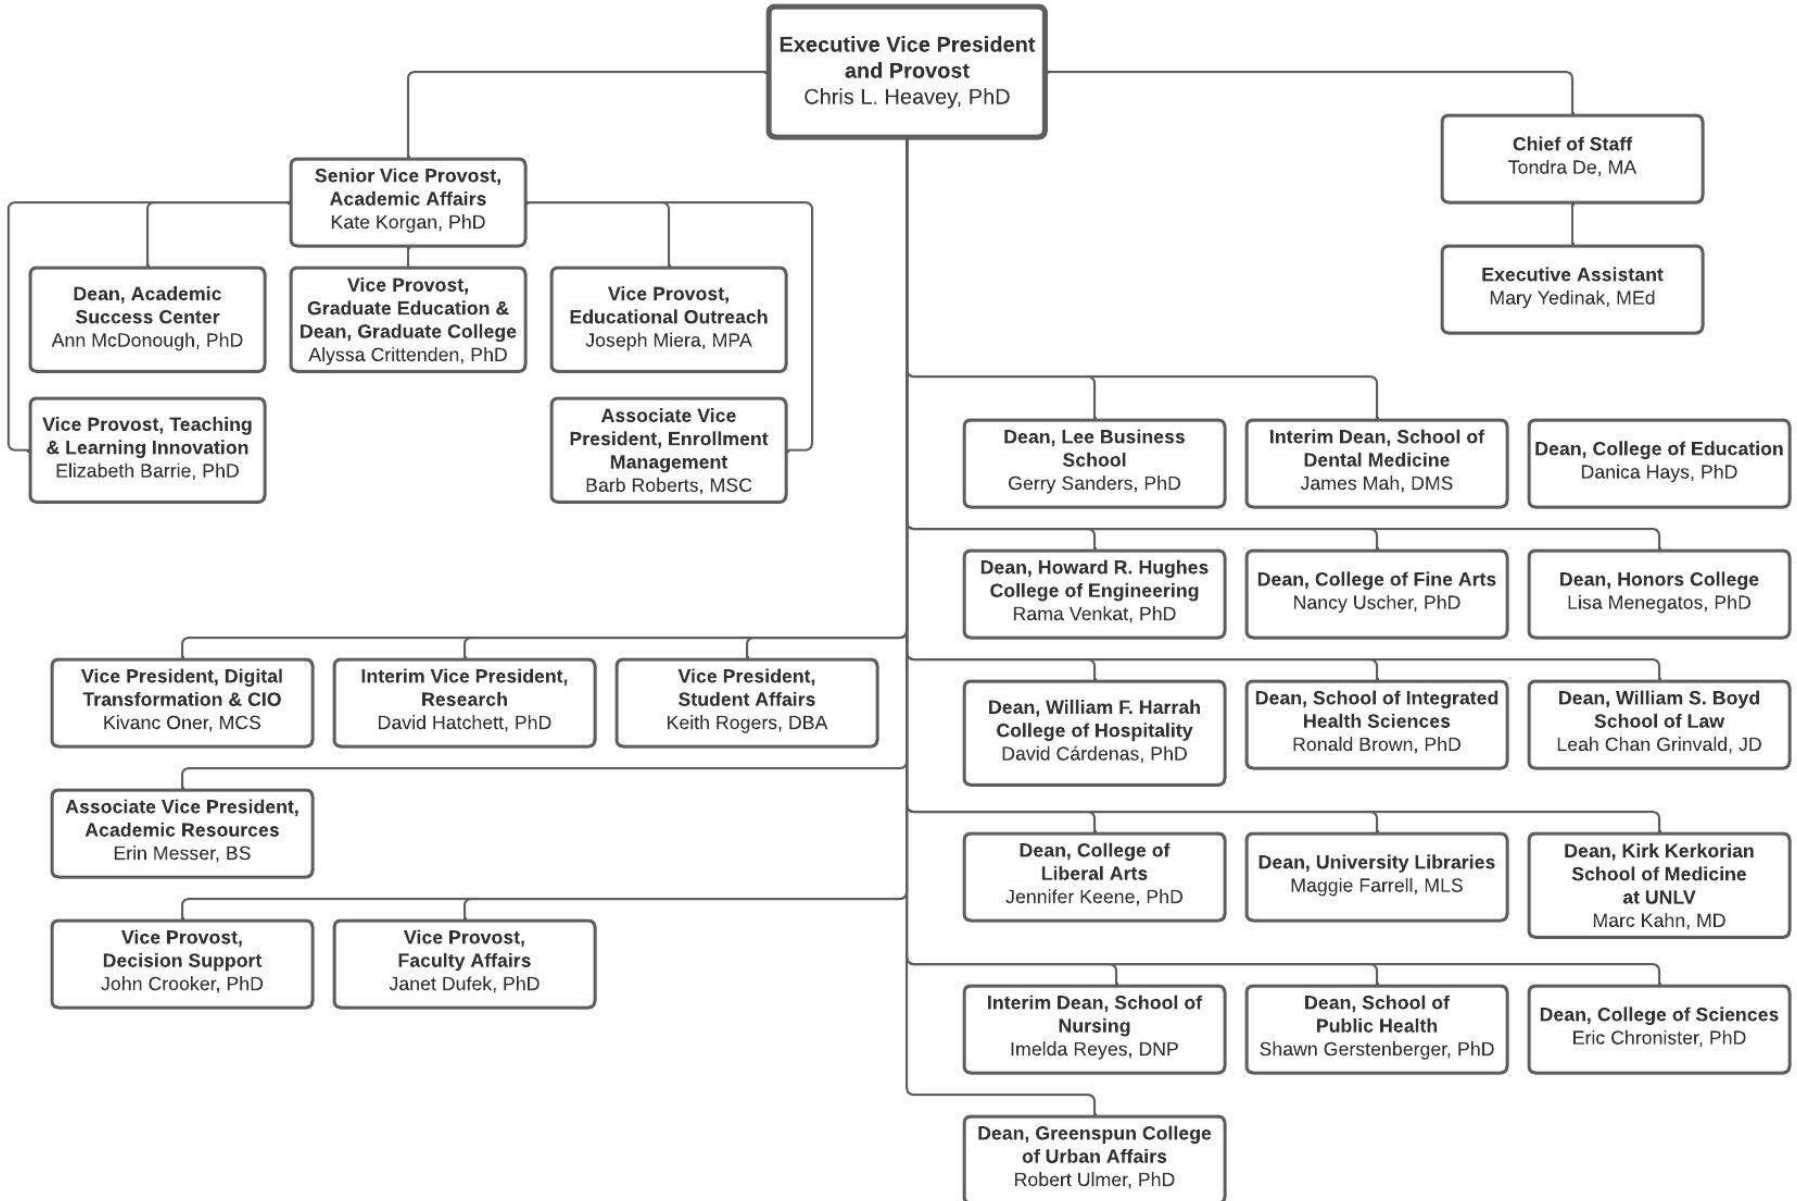 Executive Vice President
and Provost
Chris L. Heavey, PhD
Chief of Staff
Tondra De, MA
Senior Vice Provost,
Academic Affairs
Kate Korgan, PhD
Executive Assistant
Mary Yedinak, MEd
Dean, Academic
Success Center
Ann McDonough, PhD
Vice Provost,
Graduate Education &
Dean, Graduate College
Alyssa Crittenden, PhD
Vice Provost,
Educational Outreach
Joseph Miera, MPA
Vice Provost, Teaching
& Learning Innovation
Elizabeth Barrie, PhD
Associate Vice
President, Enrollment
Management
Barb Roberts, MSC
Dean, Lee Business
School
Gerry Sanders, PhD
Interim Dean, School of
Dental Medicine
James Mah, DMS
Dean, College of Education
Danica Hays, PhD
Dean, Howard R. Hughes
College of Engineering
Rama Venkat, PhD
Dean, College of Fine Arts
Nancy Uscher, PhD
Dean, Honors College
Lisa Menegatos, PhD
Vice President, Digital
Transformation & CIO
Kivanc Oner, MCS
Interim Vice President,
Research
David Hatchett, PhD
Vice President,
Student Affairs
Keith Rogers, DBA
Dean, William F. Harrah
College of Hospitality
David Cárdenas, PhD
Dean, School of Integrated
Health Sciences
Ronald Brown, PhD
Dean, William S. Boyd
School of Law
Leah Chan Grinvald, JD
Associate Vice President,
Academic Resources
Erin Messer, BS
Dean, College of
Liberal Arts
Jennifer Keene, PhD
Dean, University Libraries
Maggie Farrell, MLS
Dean, Kirk Kerkorian
School of Medicine
at UNLV
Marc Kahn, MD
Vice Provost,
Decision Support
John Crooker, PhD
Vice Provost,
Faculty Affairs
Janet Dufek, PhD
Interim Dean, School of
Nursing
Imelda Reyes, DNP
Dean, School of
Public Health
Shawn Gerstenberger, PhD
Dean, College of Sciences
Eric Chronister, PhD
Dean, Greenspun College
of Urban Affairs
Robert Ulmer, PhD